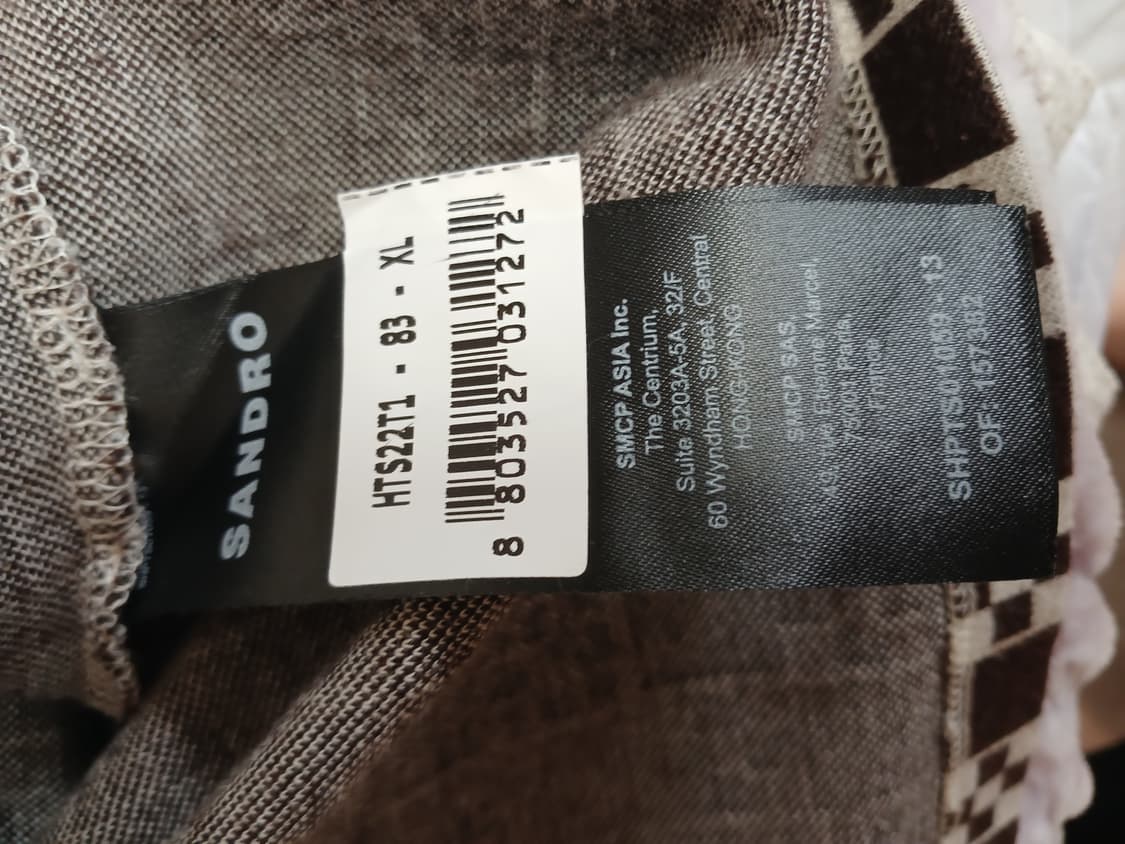 SANDRO
HTS22T1 - 83 - XL
8 803527 031272
SMCP ASIA Inc.
The Centrium,
Suite 3203A-5A, 32/F
60 Wyndham Street, Central
HONG-KONG
SMCP SAS
Marcel
Paris
France
OF 157382